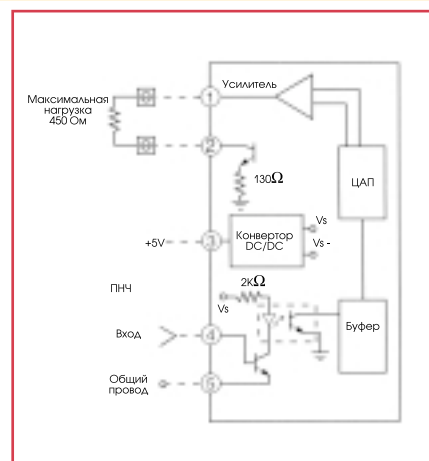 Усилитель
1
Максимальная
нагрузка
450 Ом
2
130Ω
ЦАП
Vs
+5V
3
Конвертор
DC/DC
Vs -
ПНЧ
2KΩ
Vs
Буфер
Вход
4
Общий
провод
5